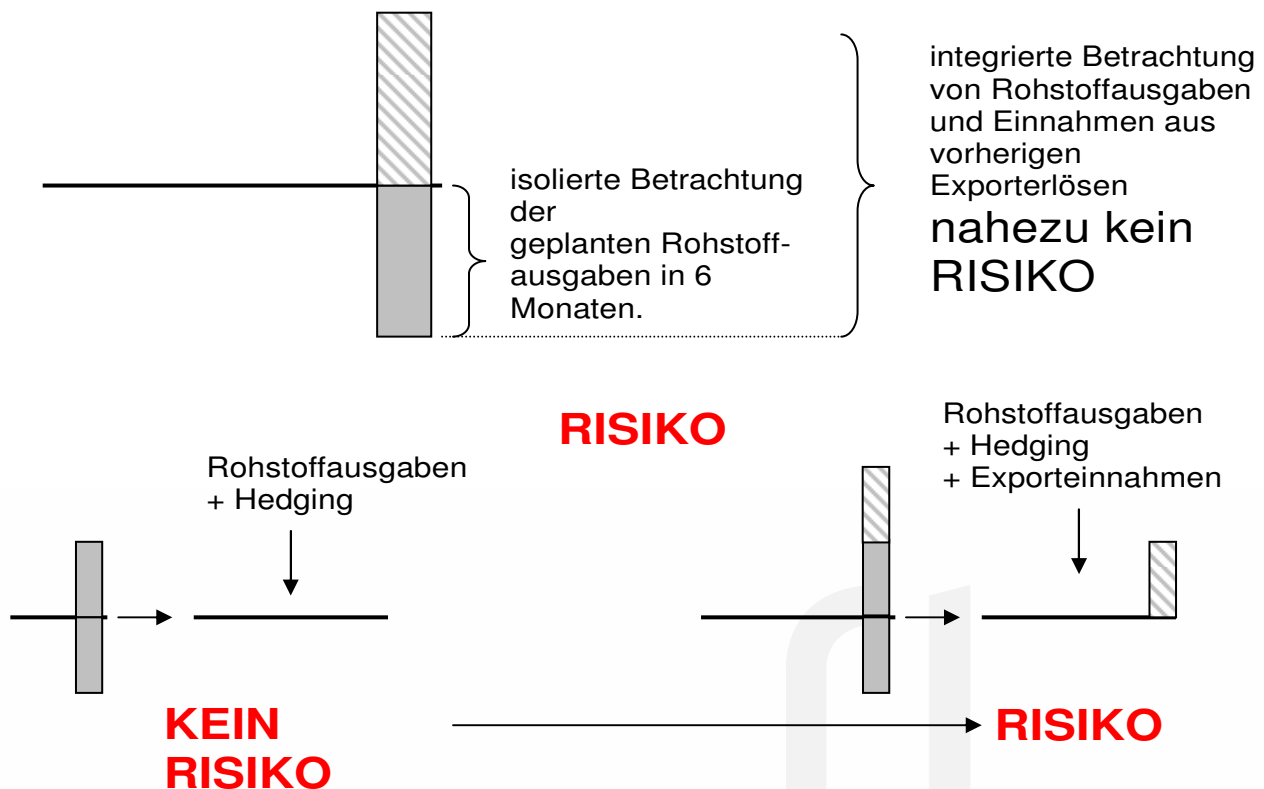 integrierte Betrachtung
von Rohstoffausgaben
und Einnahmen aus
vorherigen
Exporterlösen
nahezu kein
RISIKO
isolierte Betrachtung
der
geplanten Rohstoff-
ausgaben in 6
Monaten.
RISIKO
Rohstoffausgaben
+ Hedging
Rohstoffausgaben
+ Hedging
+ Exporteinnahmen
KEIN
RISIKO
RISIKO